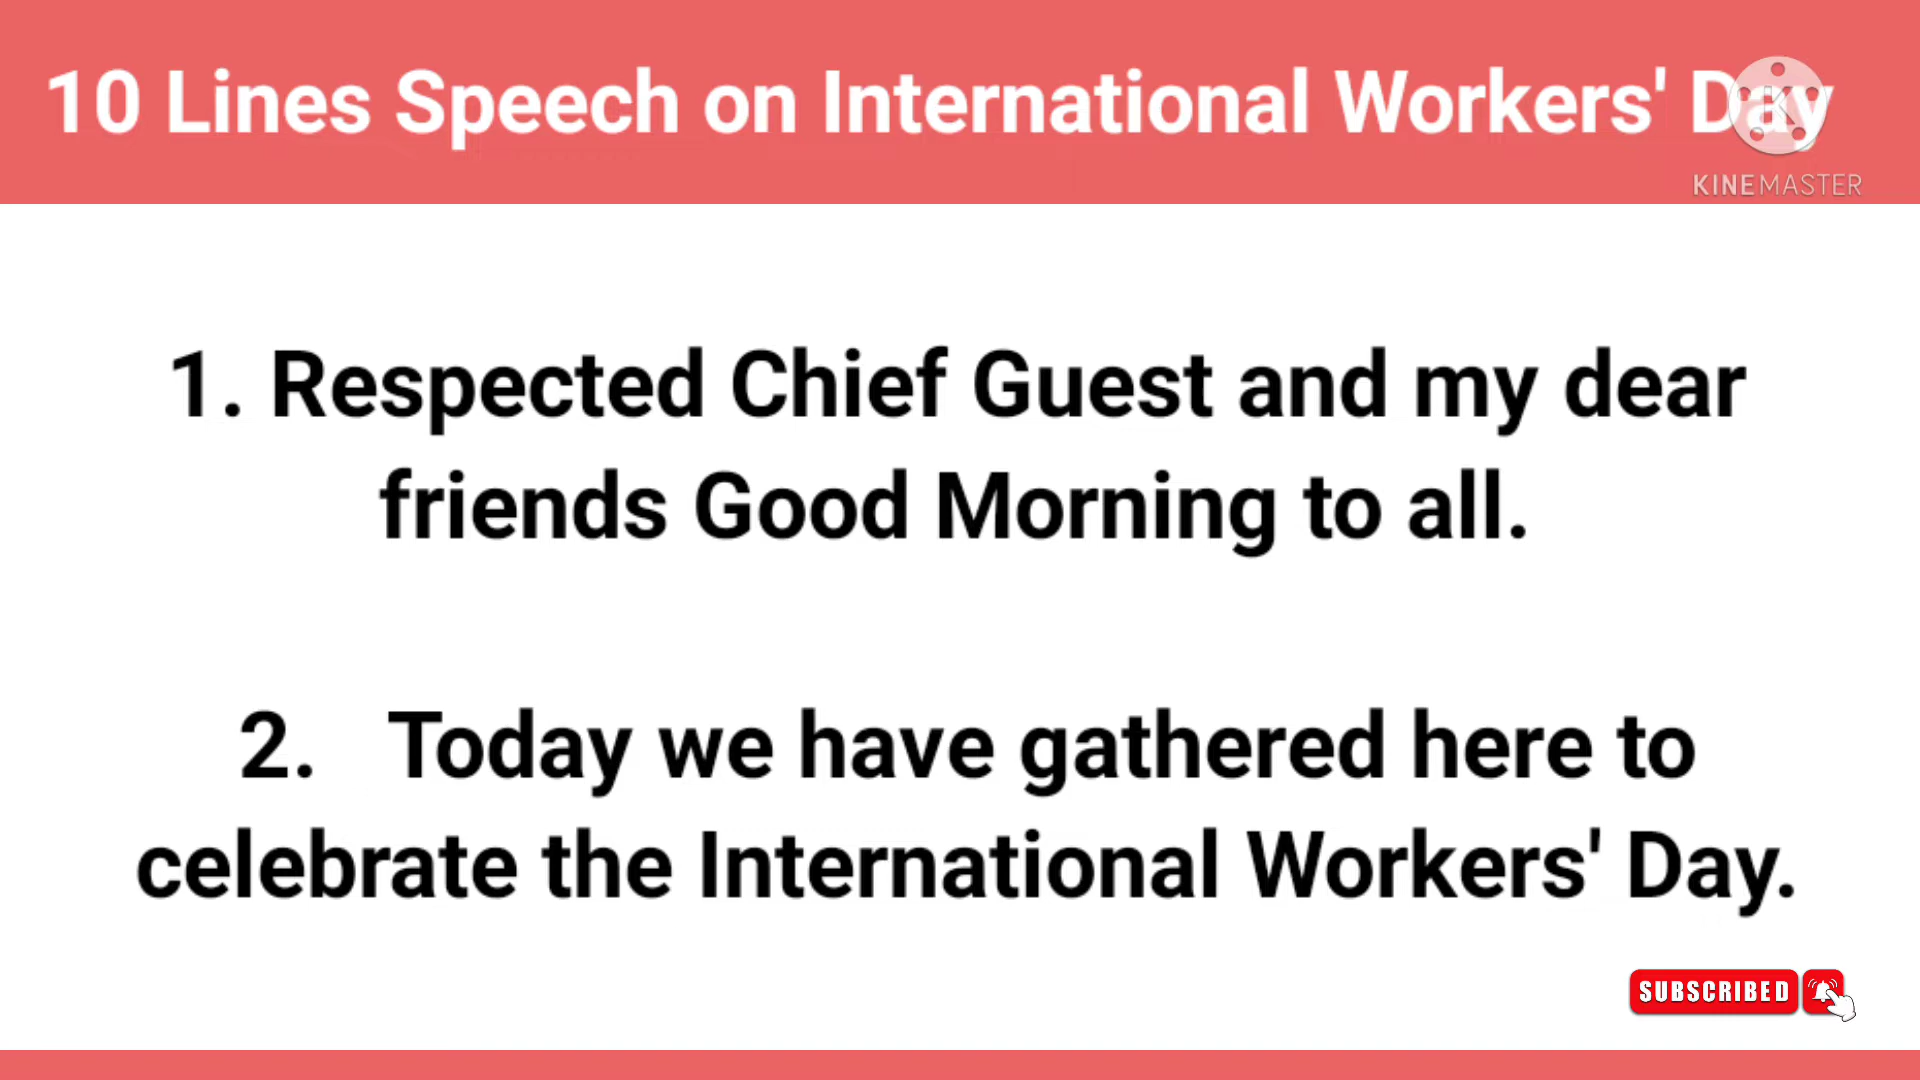 10 Lines Speech on International Workers' Day
KINEMASTER
1. Respected Chief Guest and my dear
friends Good Morning to all.
2. Today we have gathered here to
celebrate the International Workers' Day.
SUBSCRIBED